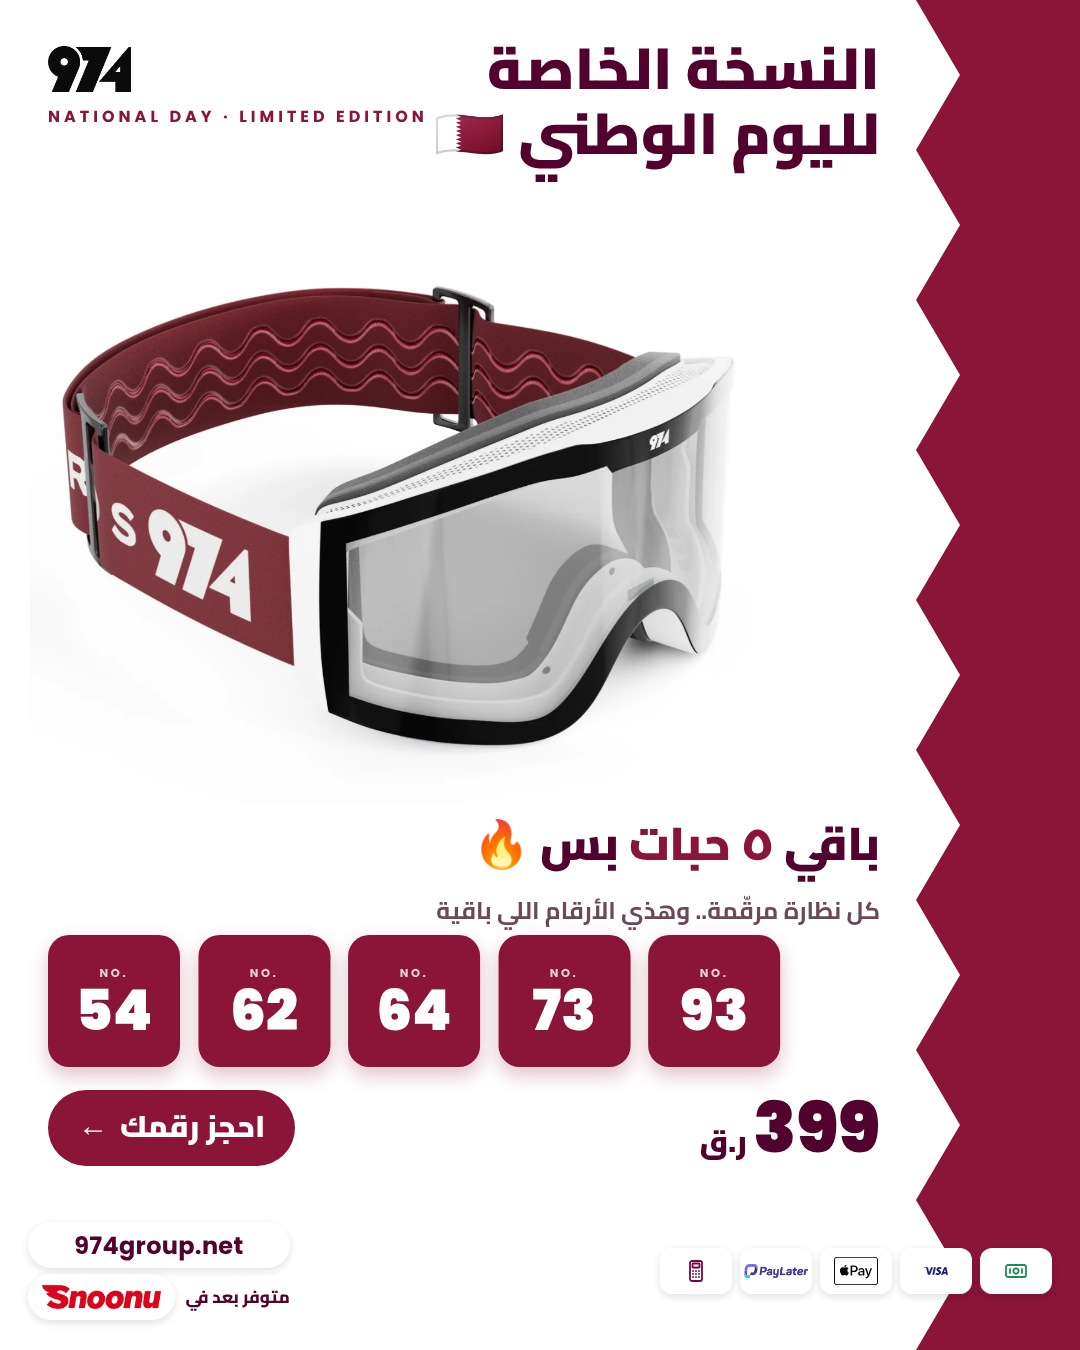 النسخة الخاصة
لليوم الوطني 🇶🇦
974
NATIONAL DAY · LIMITED EDITION
974
R S 974
باقي ٥ حبات بس 🔥
كل نظارة مرقّمة.. وهذي الأرقام اللي باقية
NO. NO. NO. NO. NO.
54 62 64 73 93
399 ر.ق
احجز رقمك ←
974group.net
متوفر بعد في Snoonu
PayLater Pay VISA